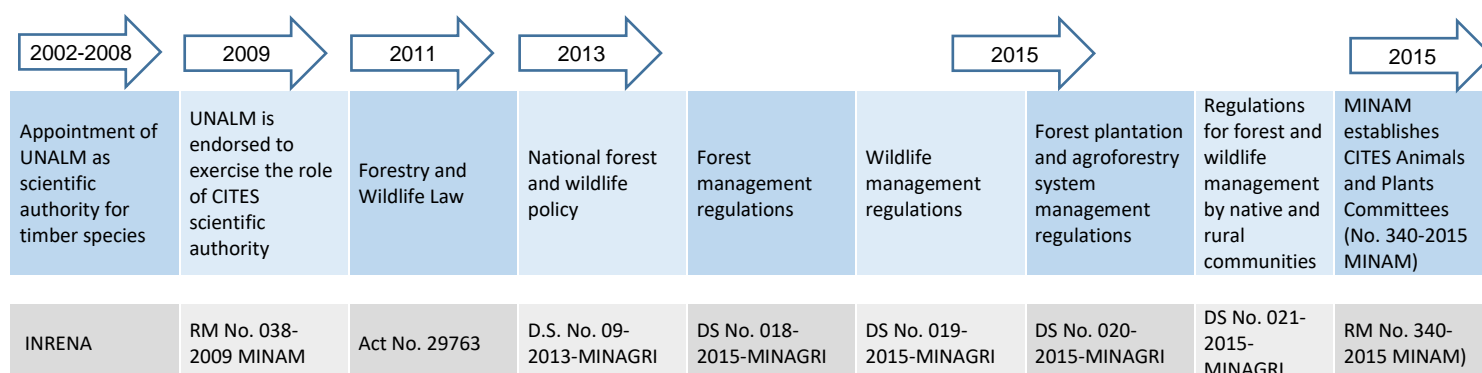 2002-2008
2009
2011
2013
2015
2015
Appointment of
UNALM as
scientific
authority for
timber species
UNALM is
endorsed to
exercise the role
of CITES
scientific
authority
Forestry and
Wildlife Law
National forest
and wildlife
policy
Forest
management
regulations
Wildlife
management
regulations
Forest plantation
and agroforestry
system
management
regulations
Regulations
for forest and
wildlife
management
by native and
rural
communities
MINAM
establishes
CITES Animals
and Plants
Committees
(No. 340-2015
MINAM)
INRENA
RM No. 038-
2009 MINAM
Act No. 29763
D.S. No. 09-
2013-MINAGRI
DS No. 018-
2015-MINAGRI
DS No. 019-
2015-MINAGRI
DS No. 020-
2015-MINAGRI
DS No. 021-
2015-
MINAGRI
RM No. 340-
2015 MINAM)